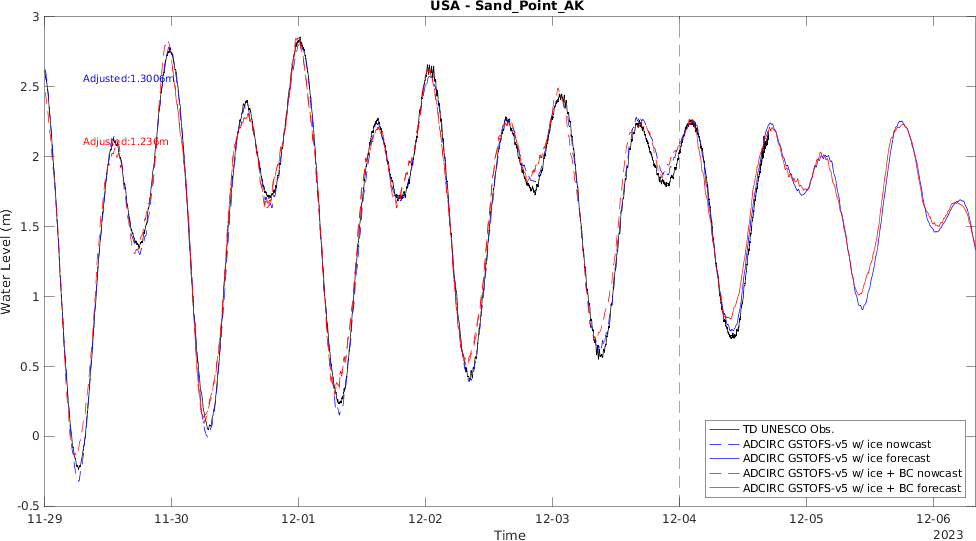 USA - Sand_Point_AK
3
2.5
2
1.5
1
0.5
0
-0.5
Water Level (m)
Adjusted:1.3006m
Adjusted:1.236m
TD UNESCO Obs.
ADCIRC GSTOFS-v5 w/ ice nowcast
ADCIRC GSTOFS-v5 w/ ice forecast
ADCIRC GSTOFS-v5 w/ ice + BC nowcast
ADCIRC GSTOFS-v5 w/ ice + BC forecast
11-29 11-30 12-01 12-02 12-03 12-04 12-05 12-06
Time
2023